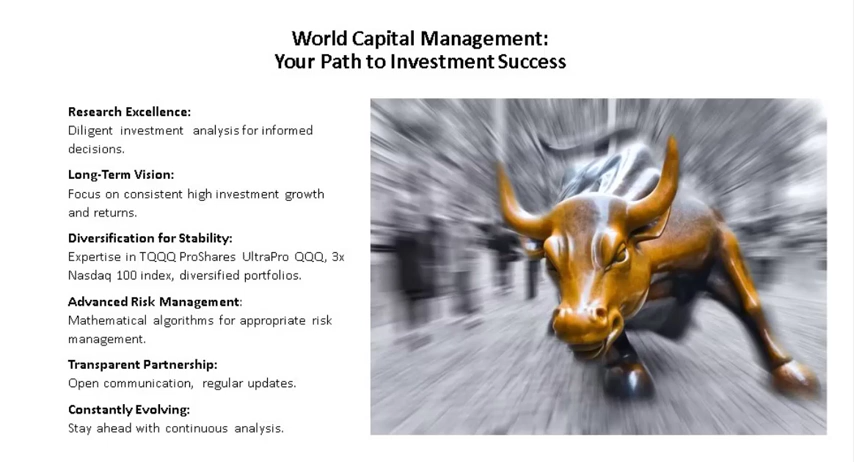 World Capital Management:
Your Path to Investment Success
Research Excellence:
Diligent investment analysis for informed
decisions.
Long-Term Vision:
Focus on consistent high investment growth
and returns.
Diversification for Stability:
Expertise in TQQQ ProShares UltraPro QQQ, 3x
Nasdaq 100 index, diversified portfolios.
Advanced Risk Management:
Mathematical algorithms for appropriate risk
management.
Transparent Partnership:
Open communication, regular updates.
Constantly Evolving:
Stay ahead with continuous analysis.